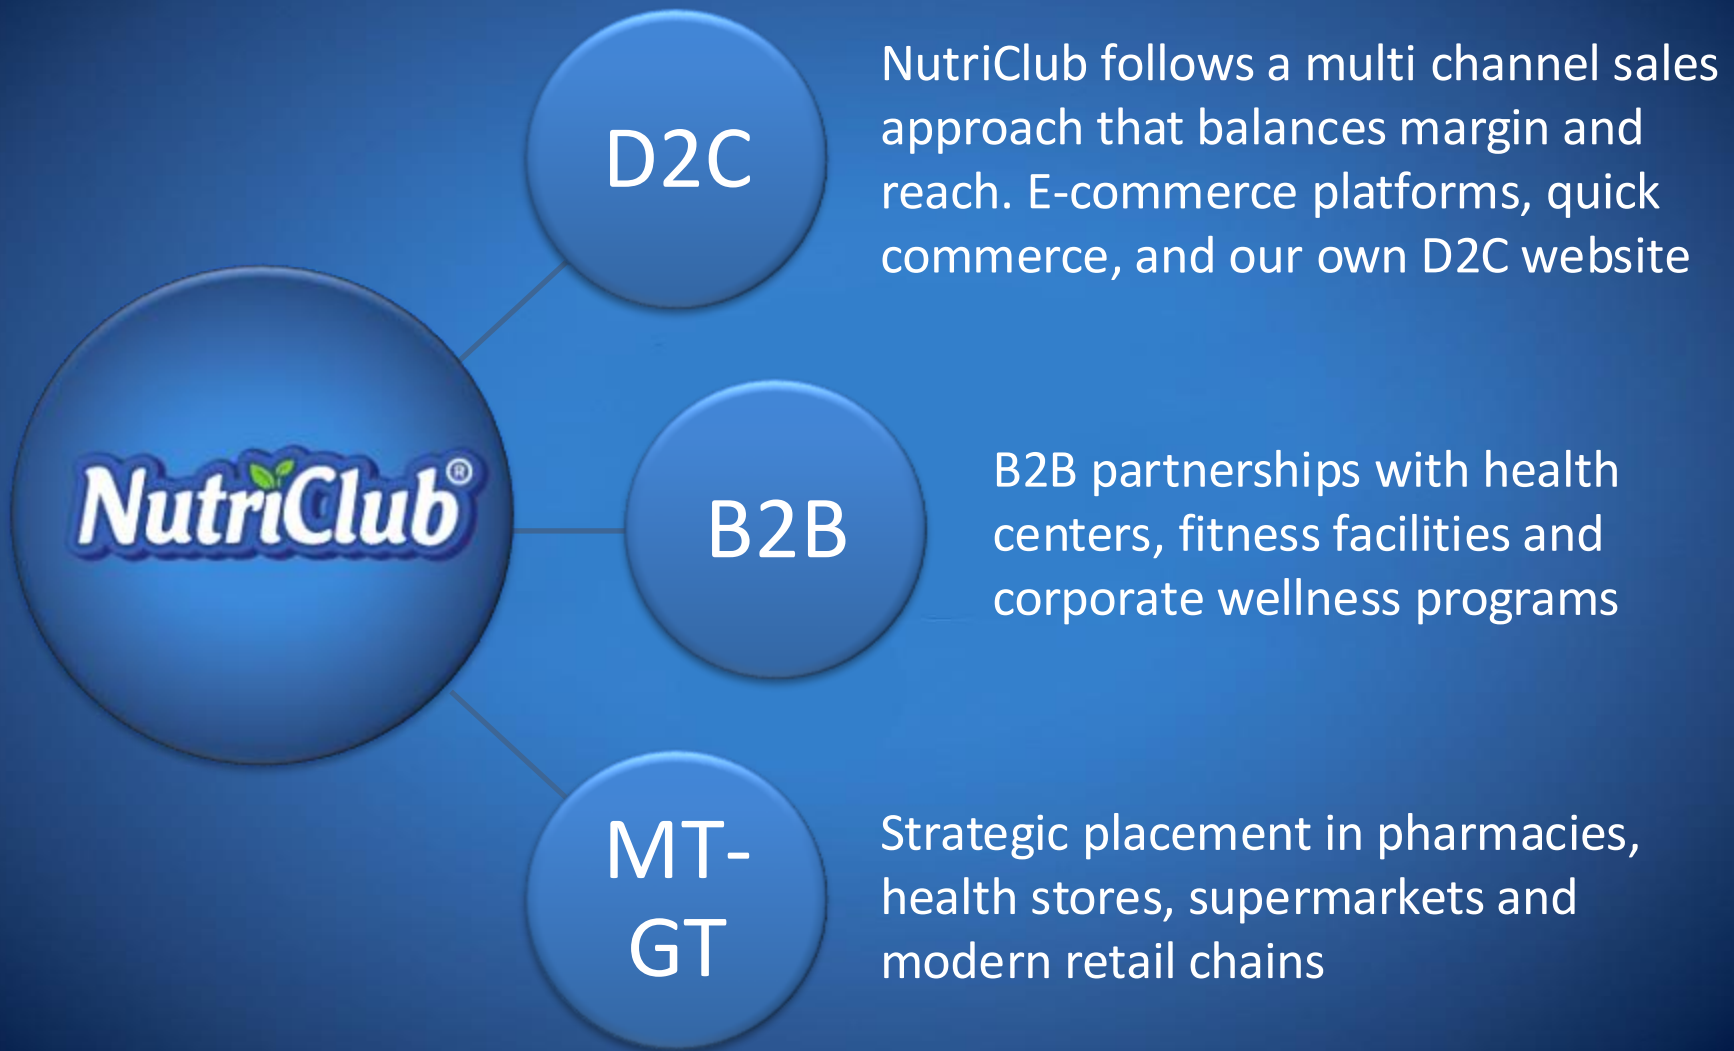 D2C
NutriClub follows a multi channel sales
approach that balances margin and
reach. E-commerce platforms, quick
commerce, and our own D2C website
NutriClub®
B2B
B2B partnerships with health
centers, fitness facilities and
corporate wellness programs
MT-
GT
Strategic placement in pharmacies,
health stores, supermarkets and
modern retail chains